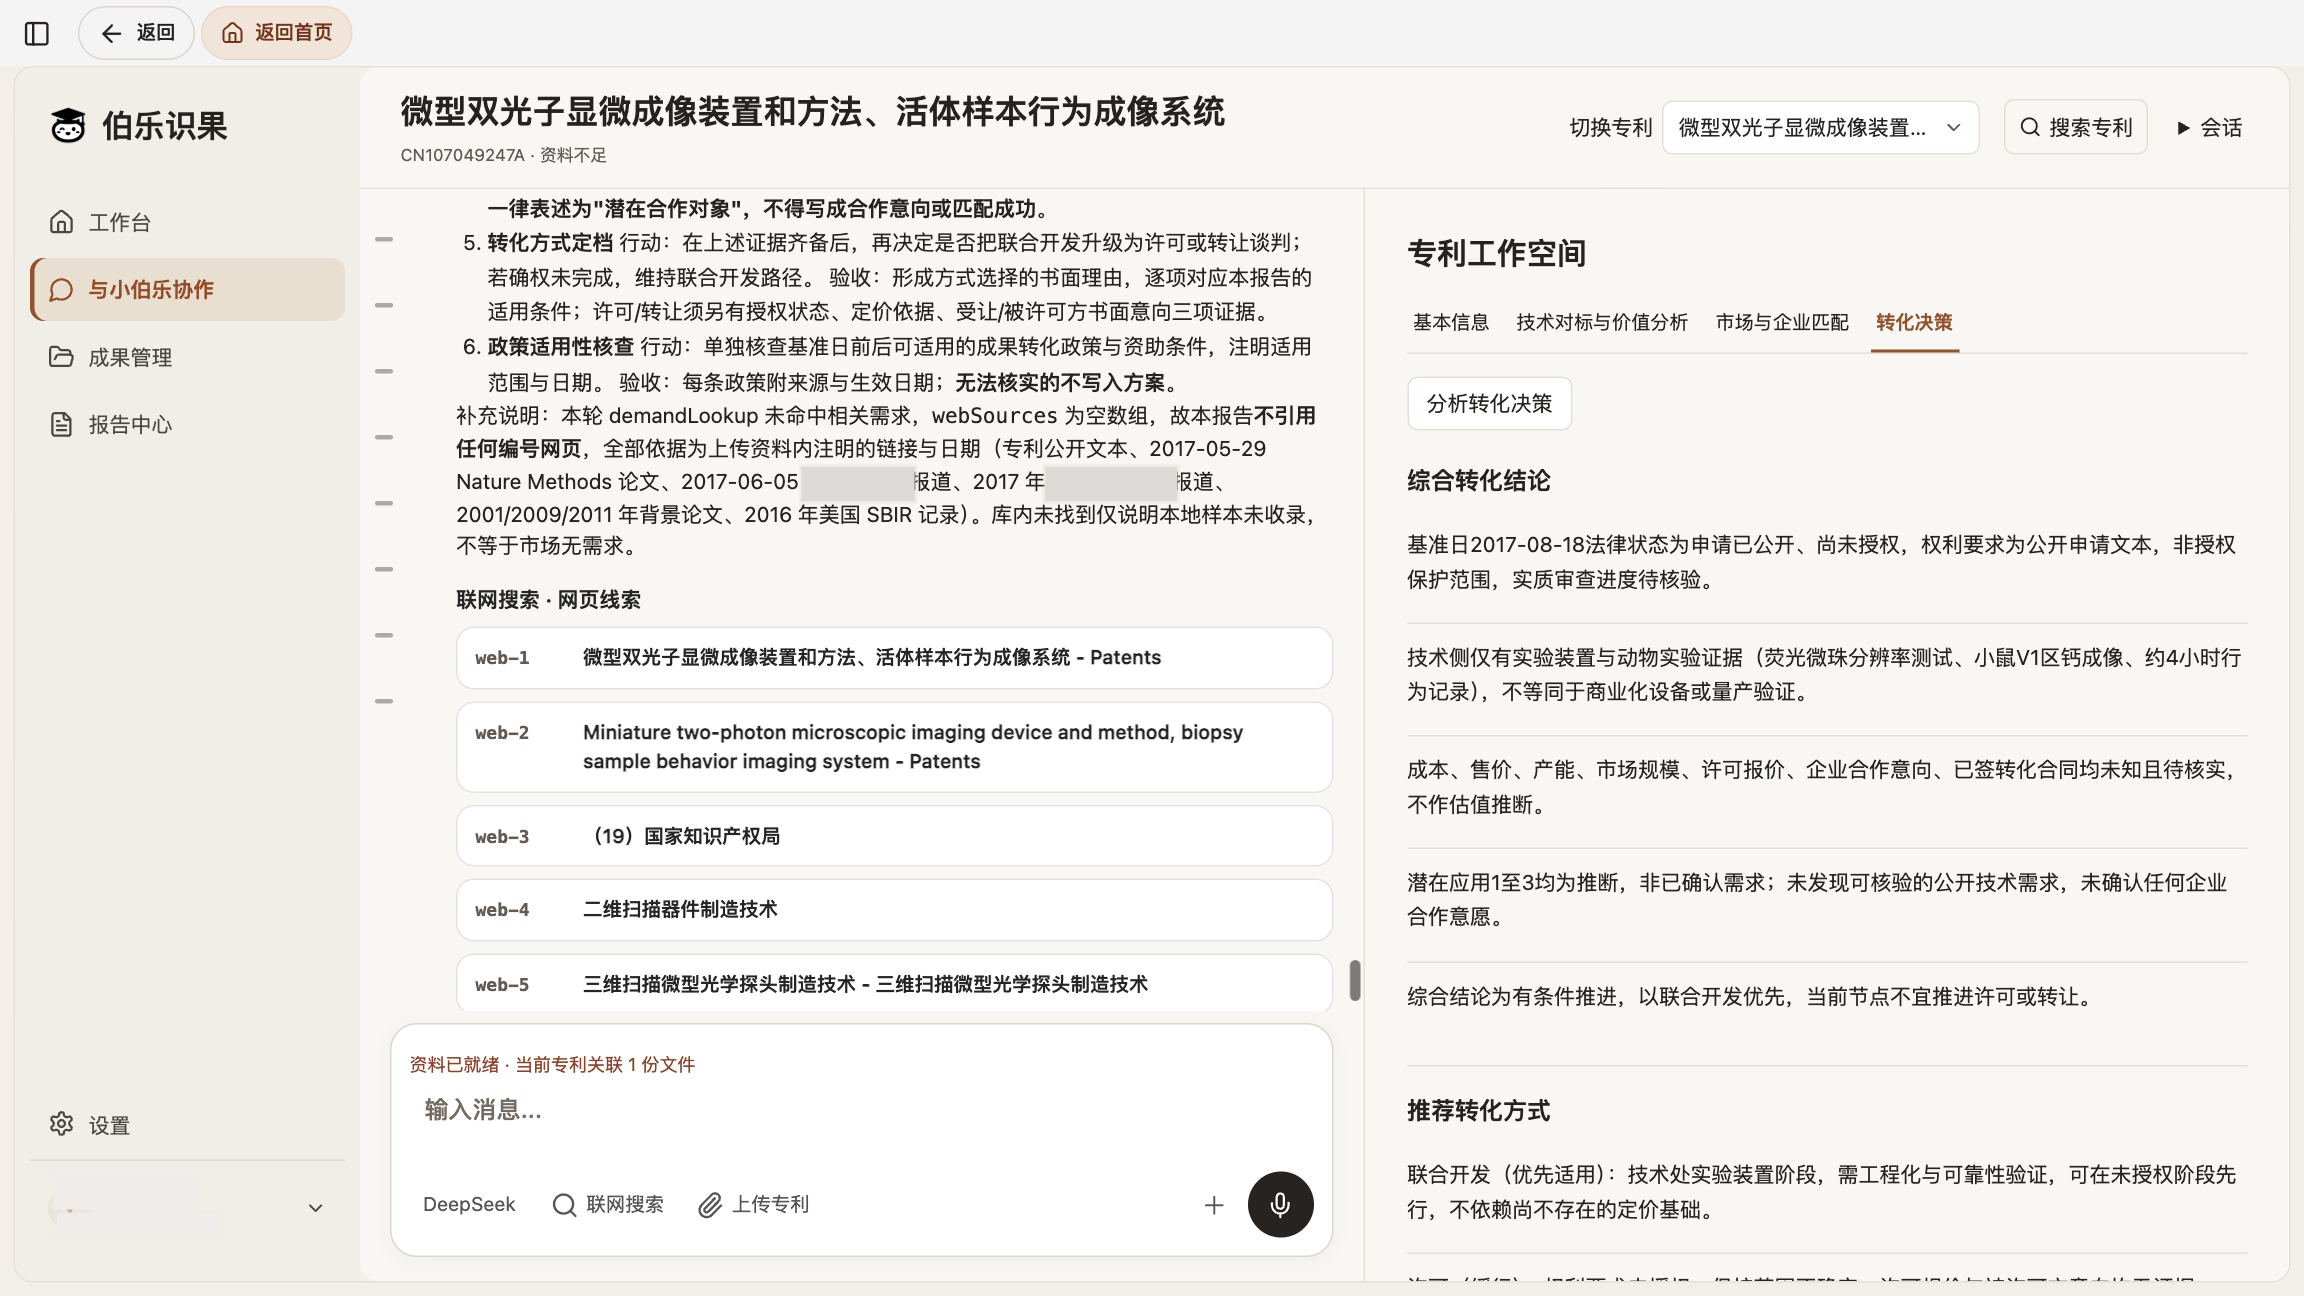 返回
返回首页
伯乐识果
工作台
与小伯乐协作
成果管理
报告中心
设置
微型双光子显微成像装置和方法、活体样本行为成像系统
CN107049247A · 资料不足
切换专利
微型双光子显微成像装置...
搜索专利
会话
一律表述为"潜在合作对象"，不得写成合作意向或匹配成功。
5. 转化方式定档 行动：在上述证据齐备后，再决定是否把联合开发升级为许可或转让谈判；
若确权未完成，维持联合开发路径。 验收：形成方式选择的书面理由，逐项对应本报告的
适用条件；许可/转让须另有授权状态、定价依据、受让/被许可方书面意向三项证据。
6. 政策适用性核查 行动：单独核查基准日前后可适用的成果转化政策与资助条件，注明适用
范围与日期。 验收：每条政策附来源与生效日期；无法核实的不写入方案。
补充说明：本轮 demandLookup 未命中相关需求，webSources 为空数组，故本报告不引用
任何编号网页，全部依据为上传资料内注明的链接与日期（专利公开文本、2017-05-29
Nature Methods 论文、2017-06-05 报道、2017 年 报道、
2001/2009/2011 年背景论文、2016 年美国 SBIR 记录）。库内未找到仅说明本地样本未收录，
不等于市场无需求。
联网搜索 · 网页线索
web-1 微型双光子显微成像装置和方法、活体样本行为成像系统 - Patents
web-2 Miniature two-photon microscopic imaging device and method, biopsy
sample behavior imaging system - Patents
web-3 （19）国家知识产权局
web-4 二维扫描器件制造技术
web-5 三维扫描微型光学探头制造技术 - 三维扫描微型光学探头制造技术
资料已就绪 · 当前专利关联 1 份文件
输入消息...
DeepSeek
联网搜索
上传专利
专利工作空间
基本信息
技术对标与价值分析
市场与企业匹配
转化决策
分析转化决策
综合转化结论
基准日2017-08-18法律状态为申请已公开、尚未授权，权利要求为公开申请文本，非授权
保护范围，实质审查进度待核验。
技术侧仅有实验装置与动物实验证据（荧光微珠分辨率测试、小鼠V1区钙成像、约4小时行
为记录），不等同于商业化设备或量产验证。
成本、售价、产能、市场规模、许可报价、企业合作意向、已签转化合同均未知且待核实，
不作估值推断。
潜在应用1至3均为推断，非已确认需求；未发现可核验的公开技术需求，未确认任何企业
合作意愿。
综合结论为有条件推进，以联合开发优先，当前节点不宜推进许可或转让。
推荐转化方式
联合开发（优先适用）：技术处实验装置阶段，需工程化与可靠性验证，可在未授权阶段先
行，不依赖尚不存在的定价基础。